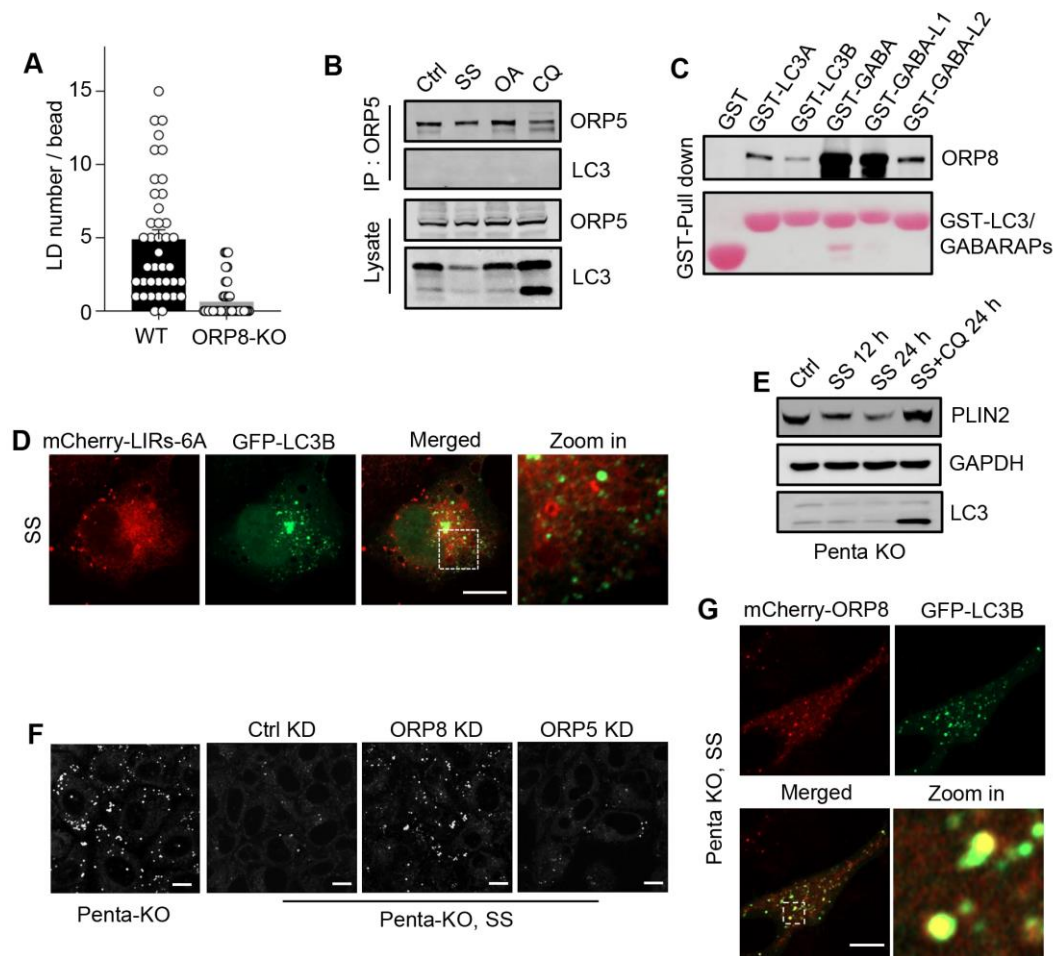 A
LD number / bead
15
10
5
0
WT
ORP8-KO
B
Ctrl SS OA CQ
IP : ORP5
ORP5
LC3
Lysate
ORP5
LC3
C
GST
GST-LC3A
GST-LC3B
GST-GABA
GST-GABA-L1
GST-GABA-L2
GST-Pull down
ORP8
GST-LC3/
GABARAPs
D
mCherry-LIRs-6A GFP-LC3B Merged Zoom in
SS
E
Ctrl
SS 12 h
SS 24 h
SS+CQ 24 h
PLIN2
GAPDH
LC3
Penta KO
F
Ctrl KD ORP8 KD ORP5 KD
Penta-KO
Penta-KO, SS
G
mCherry-ORP8 GFP-LC3B
Penta KO, SS
Merged Zoom in